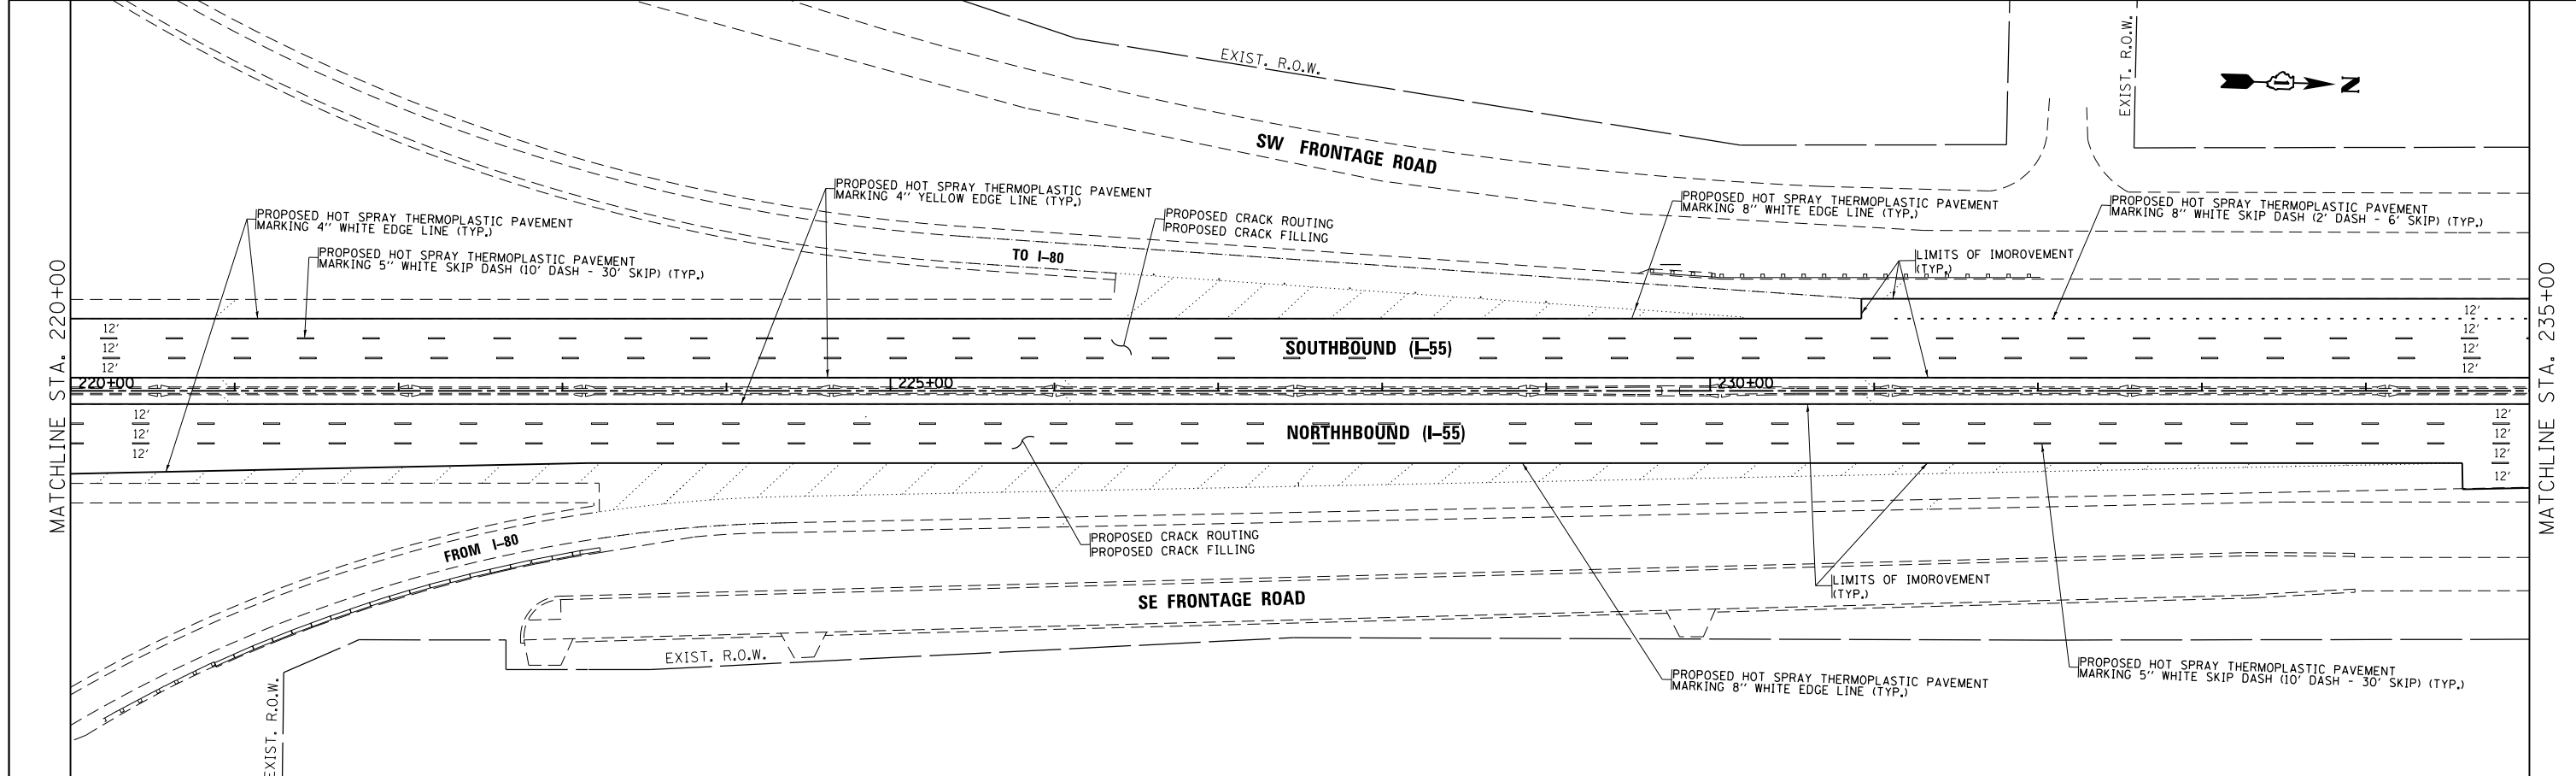 EXIST. R.O.W.
EXIST. R.O.W.
1
N
SW FRONTAGE ROAD
PROPOSED HOT SPRAY THERMOPLASTIC PAVEMENT
MARKING 4" WHITE EDGE LINE (TYP.)
PROPOSED HOT SPRAY THERMOPLASTIC PAVEMENT
MARKING 5" WHITE SKIP DASH (10' DASH - 30' SKIP) (TYP.)
PROPOSED HOT SPRAY THERMOPLASTIC PAVEMENT
MARKING 4" YELLOW EDGE LINE (TYP.)
PROPOSED CRACK ROUTING
PROPOSED CRACK FILLING
PROPOSED HOT SPRAY THERMOPLASTIC PAVEMENT
MARKING 8" WHITE EDGE LINE (TYP.)
PROPOSED HOT SPRAY THERMOPLASTIC PAVEMENT
MARKING 8" WHITE SKIP DASH (2' DASH - 6' SKIP) (TYP.)
TO I-80
LIMITS OF IMOROVEMENT
(TYP.)
MATCHLINE STA. 220+00
MATCHLINE STA. 235+00
12'
12'
12'
12'
12'
12'
12'
SOUTHBOUND (I-55)
220+00
225+00
230+00
12'
12'
12'
12'
12'
12'
12'
NORTHHBOUND (I-55)
FROM I-80
PROPOSED CRACK ROUTING
PROPOSED CRACK FILLING
LIMITS OF IMOROVEMENT
(TYP.)
SE FRONTAGE ROAD
EXIST. R.O.W.
EXIST. R.O.W.
PROPOSED HOT SPRAY THERMOPLASTIC PAVEMENT
MARKING 8" WHITE EDGE LINE (TYP.)
PROPOSED HOT SPRAY THERMOPLASTIC PAVEMENT
MARKING 5" WHITE SKIP DASH (10' DASH - 30' SKIP) (TYP.)